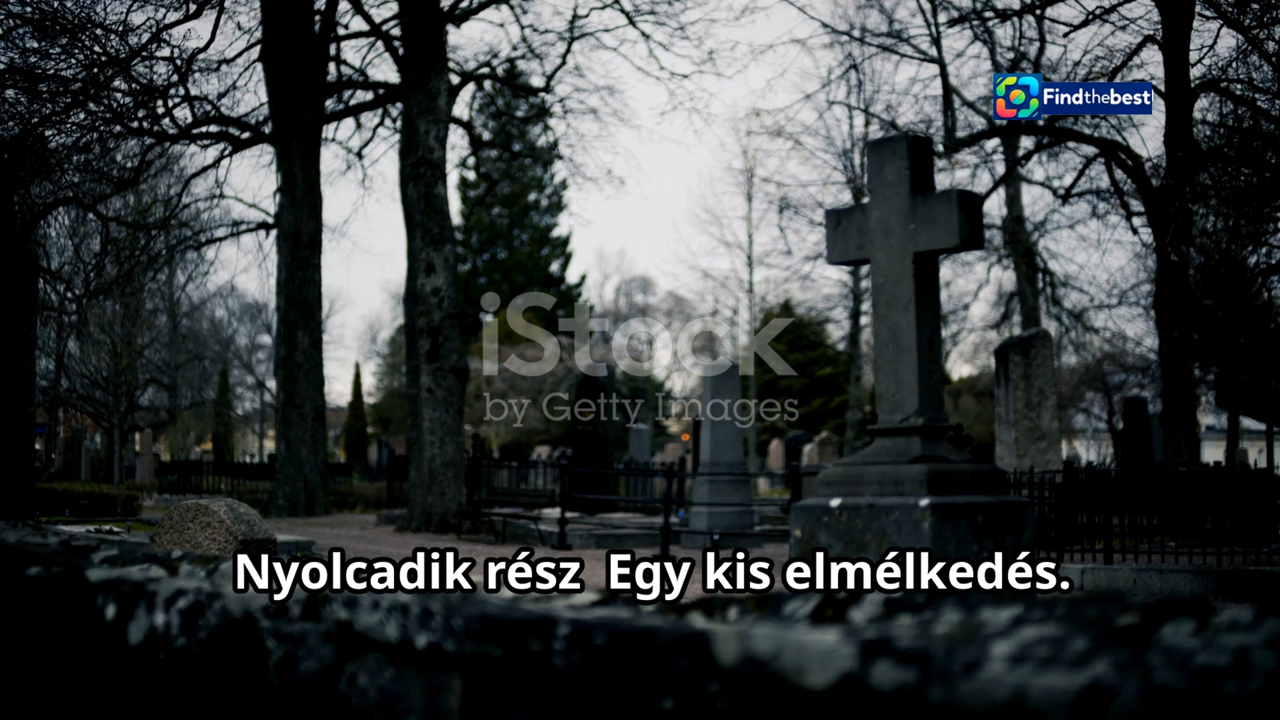 Findthebest
iStock
by Getty Images
Nyolcadik rész  Egy kis elmélkedés.